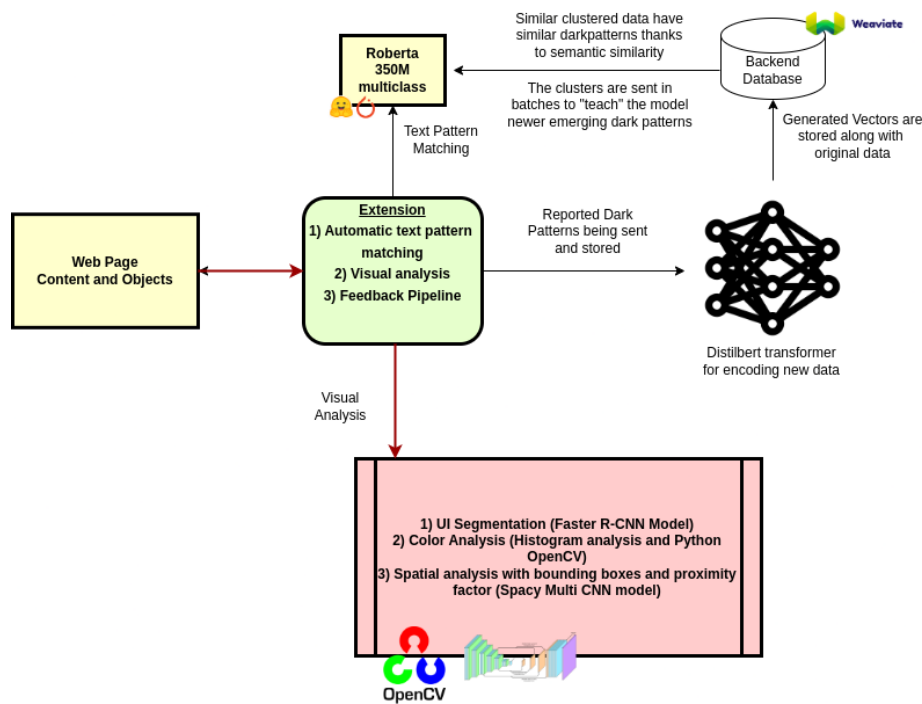 Similar clustered data have
similar darkpatterns thanks
to semantic similarity
Weaviate
Roberta
350M
multiclass
Backend
Database
The clusters are sent in
batches to "teach" the model
newer emerging dark patterns
Generated Vectors are
stored along with
original data
Text Pattern
Matching
Extension
1) Automatic text pattern
matching
2) Visual analysis
3) Feedback Pipeline
Reported Dark
Patterns being sent
and stored
Web Page
Content and Objects
Distilbert transformer
for encoding new data
Visual
Analysis
1) UI Segmentation (Faster R-CNN Model)
2) Color Analysis (Histogram analysis and Python
OpenCV)
3) Spatial analysis with bounding boxes and proximity
factor (Spacy Multi CNN model)
OpenCV